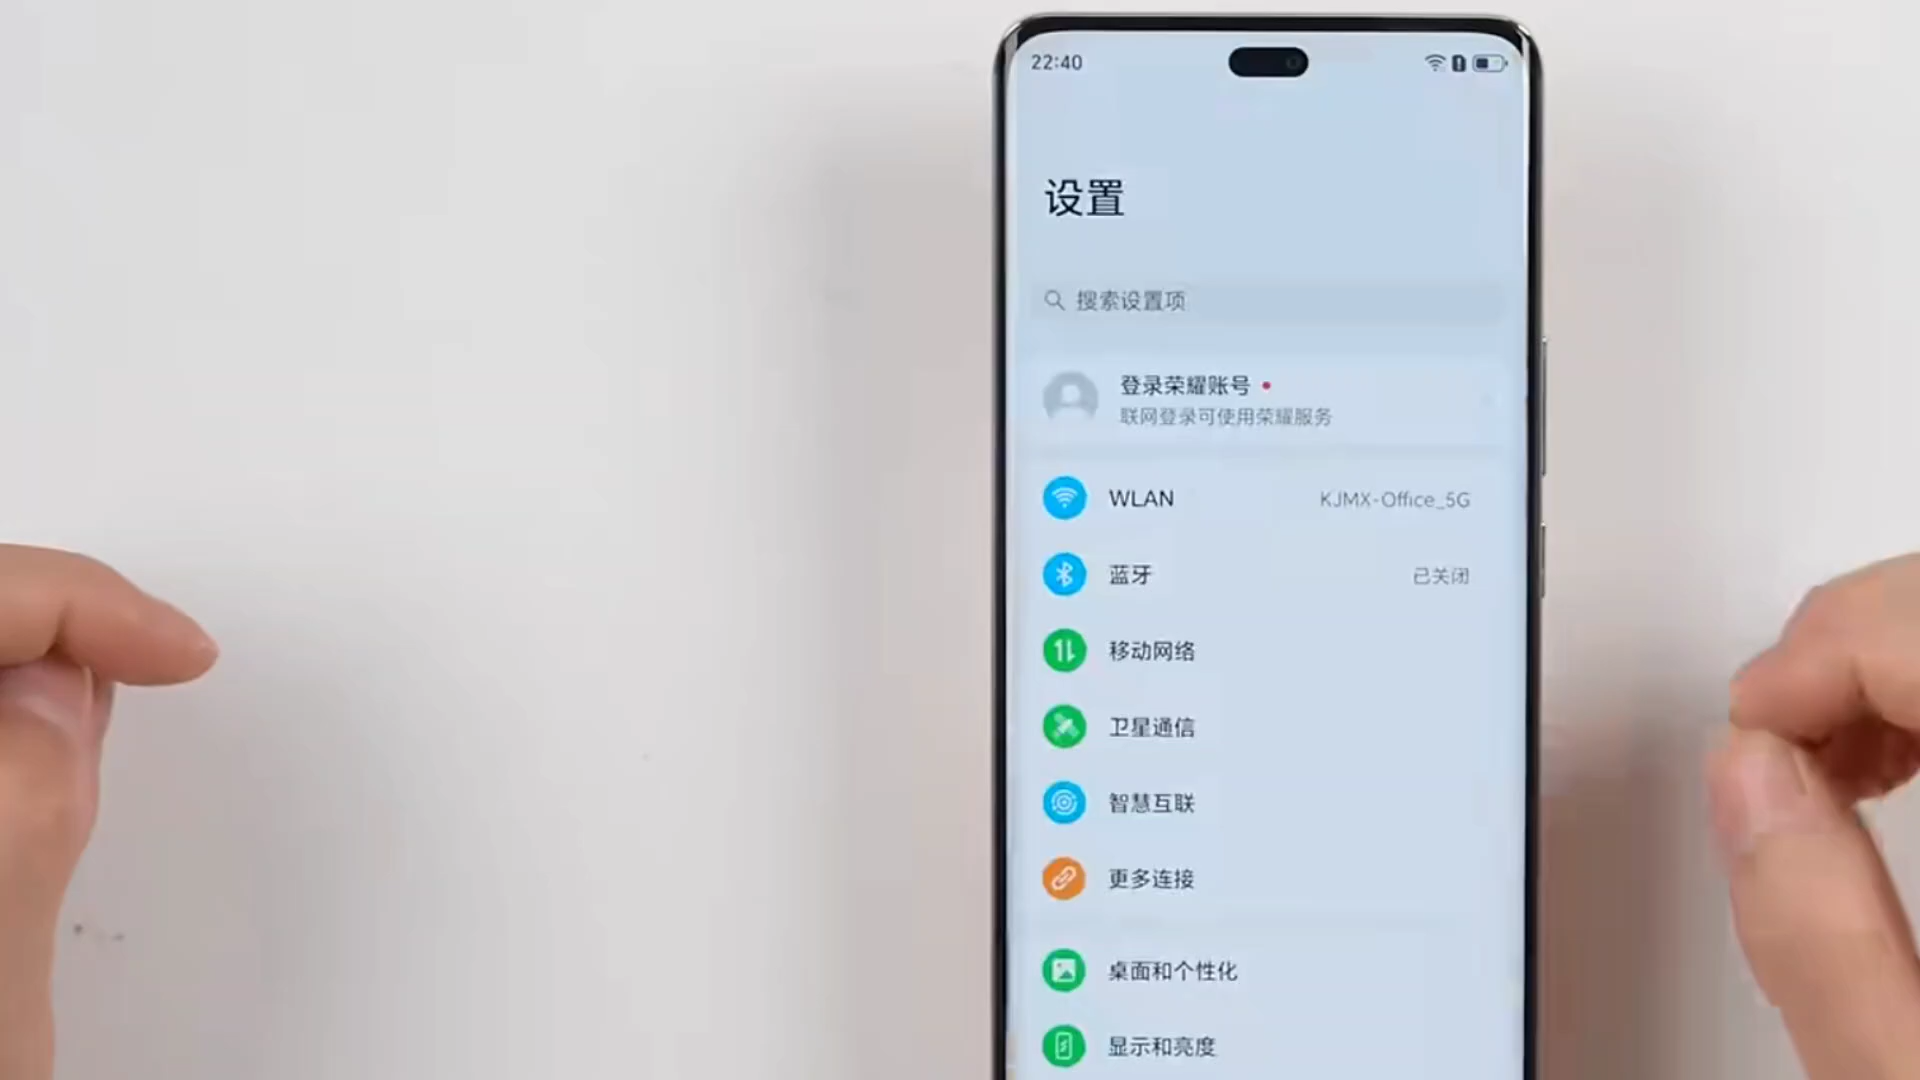 22:40
设置
搜索设置项
登录荣耀账号
联网登录可使用荣耀服务
WLAN KJMX-Office_5G
蓝牙 已关闭
移动网络
卫星通信
智慧互联
更多连接
桌面和个性化
显示和亮度